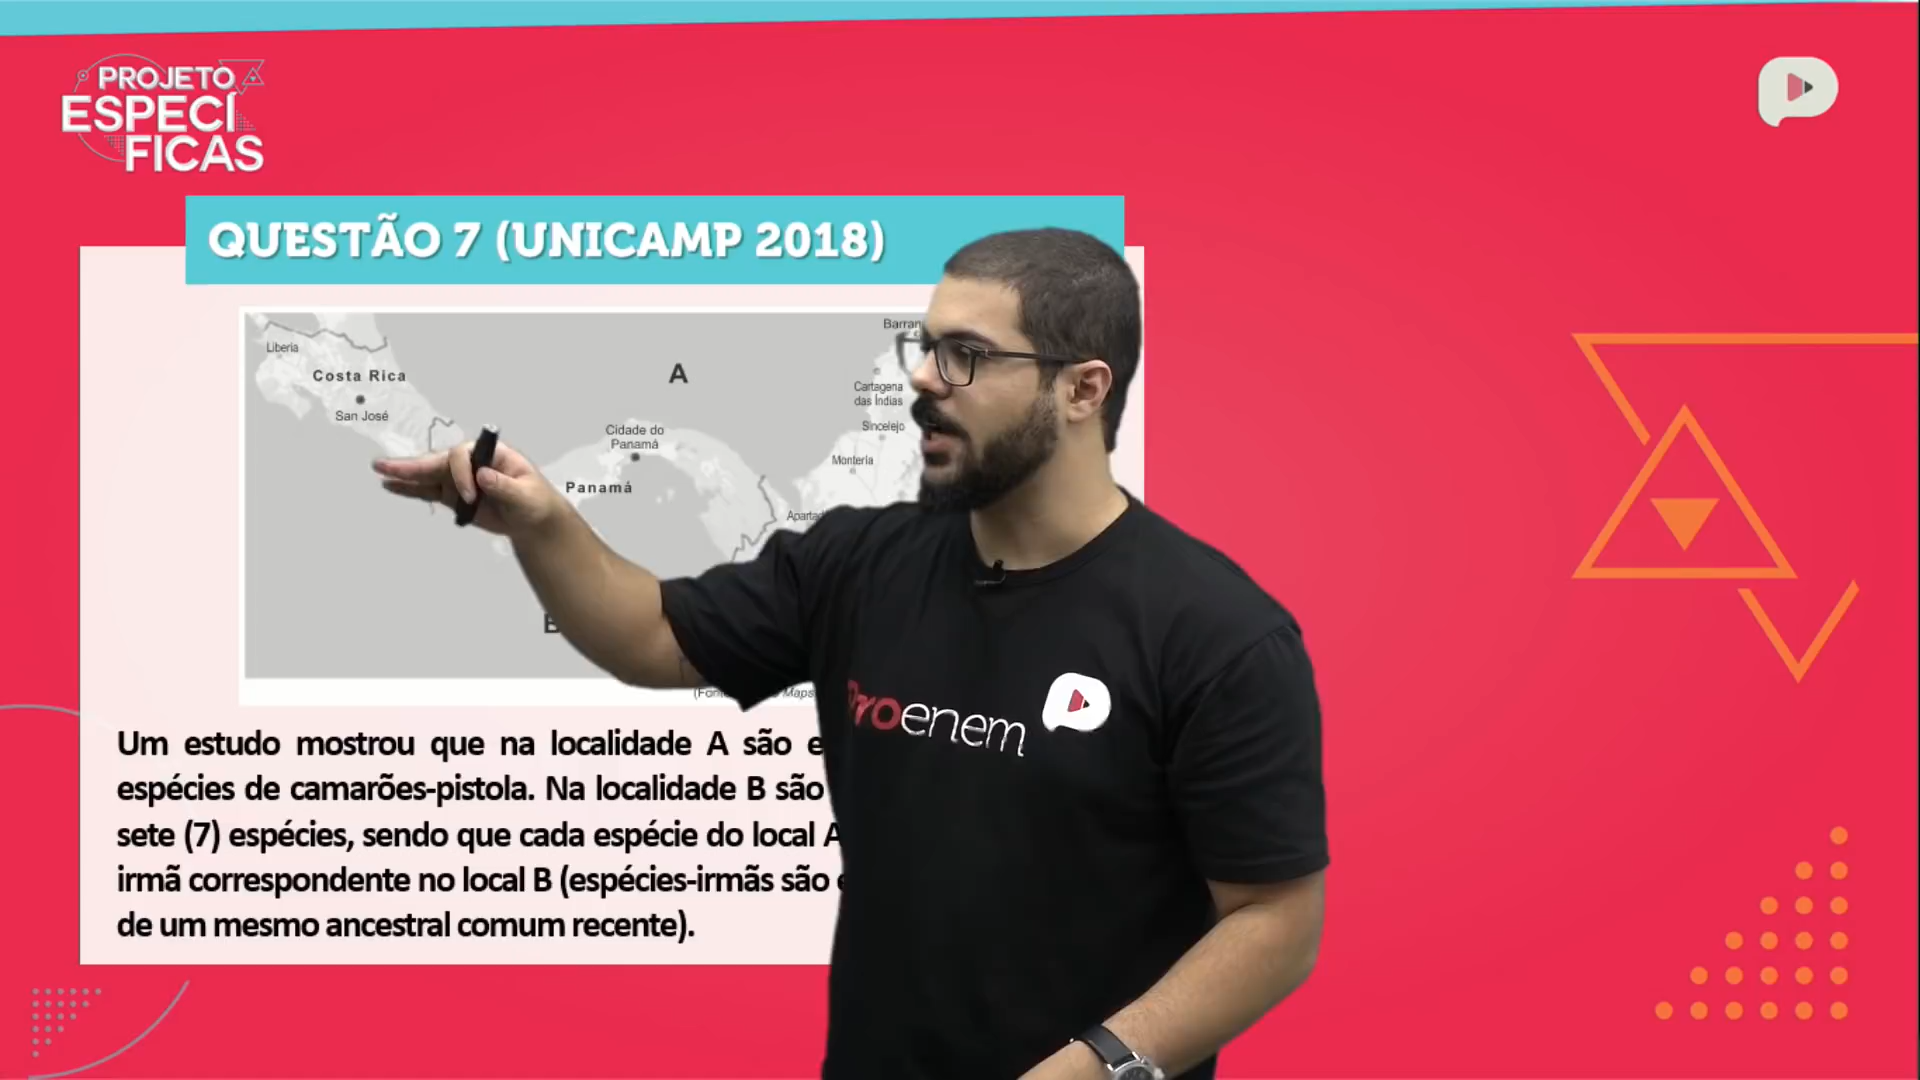 PROJETO
ESPECÍ
FICAS
QUESTÃO 7 (UNICAMP 2018)
Liberia
Costa Rica
San José
A
Cidade do
Panamá
Panamá
Cartagena
das Índias
Sincelejo
Montería
Maps
Um estudo mostrou que na localidade A são
espécies de camarões-pistola. Na localidade B são
sete (7) espécies, sendo que cada espécie do local A
irmã correspondente no local B (espécies-irmãs são
de um mesmo ancestral comum recente).
Proenem